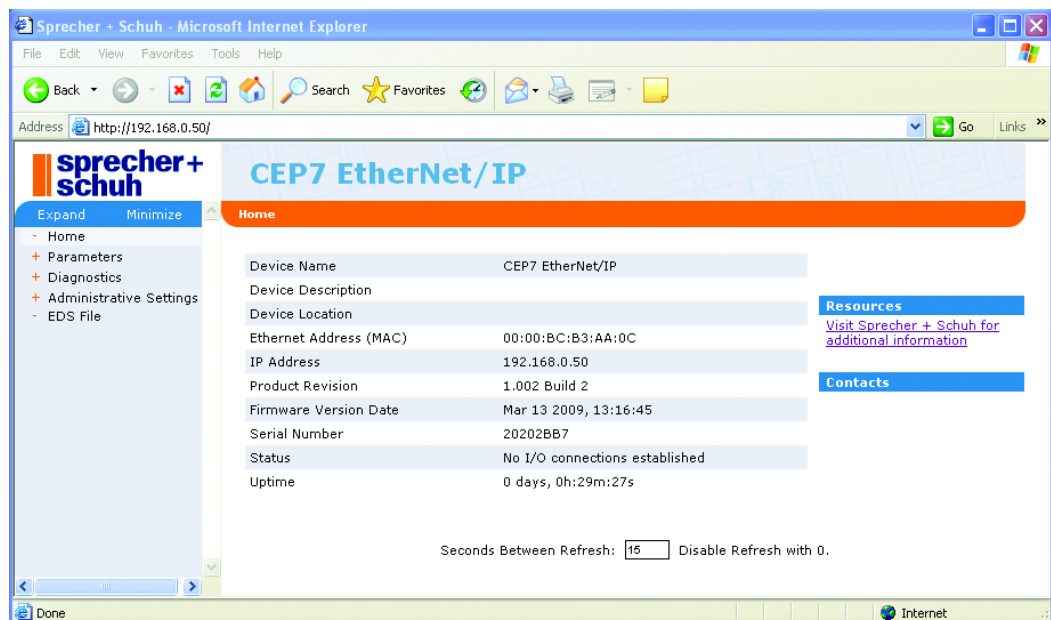 Sprecher + Schuh - Microsoft Internet Explorer
File Edit View Favorites Tools Help
Back Search Favorites
Address http://192.168.0.50/ Go Links »
sprecher+
schuh
CEP7 EtherNet/IP
Expand Minimize
Home
- Home
+ Parameters
+ Diagnostics
+ Administrative Settings
- EDS File
Device Name CEP7 EtherNet/IP
Device Description
Device Location
Ethernet Address (MAC) 00:00:BC:B3:AA:0C
IP Address 192.168.0.50
Product Revision 1.002 Build 2
Firmware Version Date Mar 13 2009, 13:16:45
Serial Number 20202BB7
Status No I/O connections established
Uptime 0 days, 0h:29m:27s
Resources
Visit Sprecher + Schuh for
additional information
Contacts
Seconds Between Refresh: 15 Disable Refresh with 0.
Done Internet